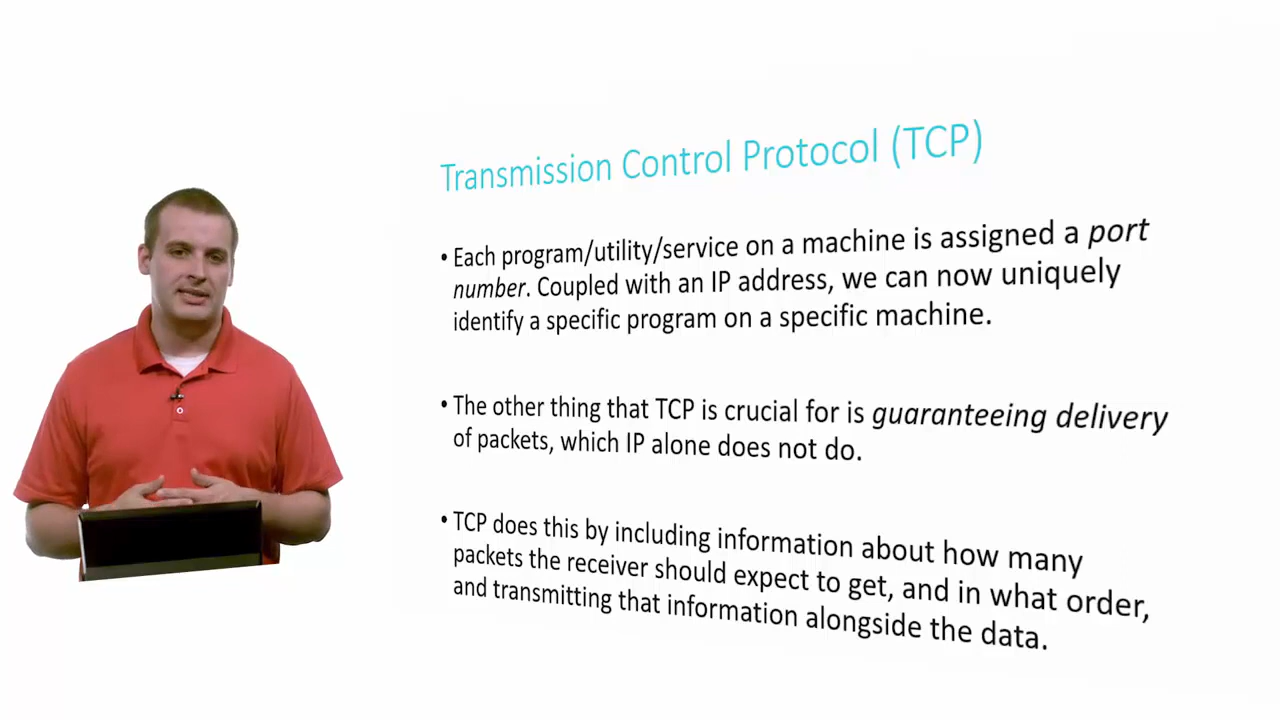 Transmission Control Protocol (TCP)
• Each program/utility/service on a machine is assigned a port
number. Coupled with an IP address, we can now uniquely
identify a specific program on a specific machine.
• The other thing that TCP is crucial for is guaranteeing delivery
of packets, which IP alone does not do.
• TCP does this by including information about how many
packets the receiver should expect to get, and in what order,
and transmitting that information alongside the data.